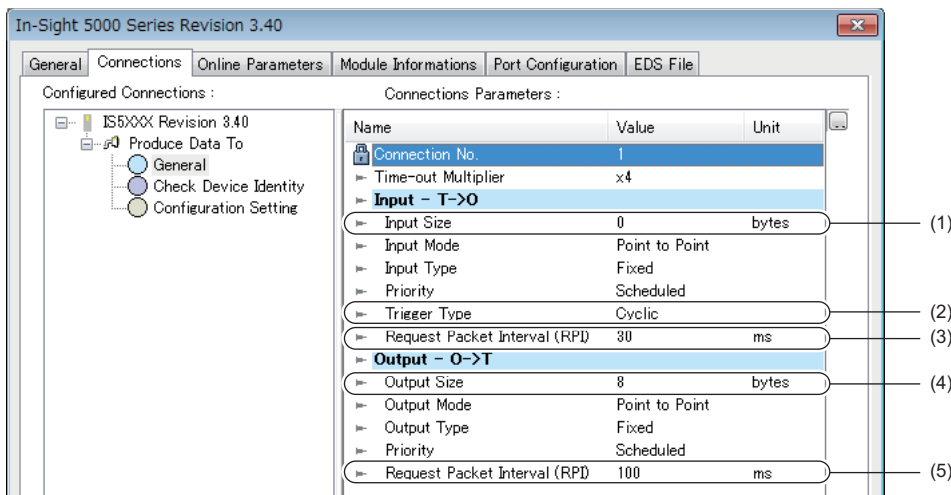 In-Sight 5000 Series Revision 3.40
General Connections Online Parameters Module Informations Port Configuration EDS File
Configured Connections :
IS5XXX Revision 3.40
Produce Data To
General
Check Device Identity
Configuration Setting
Connections Parameters :
Name Value Unit
Connection No. 1
Time-out Multiplier x4
Input - T->O
Input Size 0 bytes (1)
Input Mode Point to Point
Input Type Fixed
Priority Scheduled
Trigger Type Cyclic (2)
Request Packet Interval (RPI) 30 ms (3)
Output - O->T
Output Size 8 bytes (4)
Output Mode Point to Point
Output Type Fixed
Priority Scheduled
Request Packet Interval (RPI) 100 ms (5)